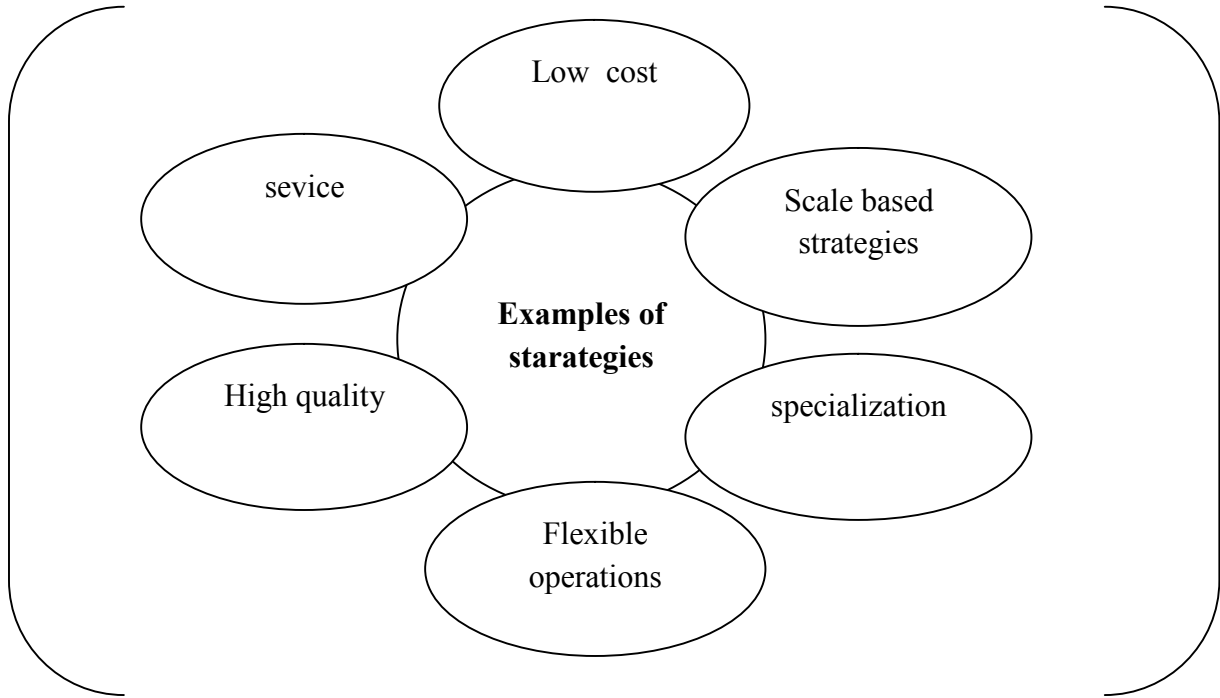 Low cost
sevice
Scale based
strategies
Examples of
starategies
High quality
specialization
Flexible
operations